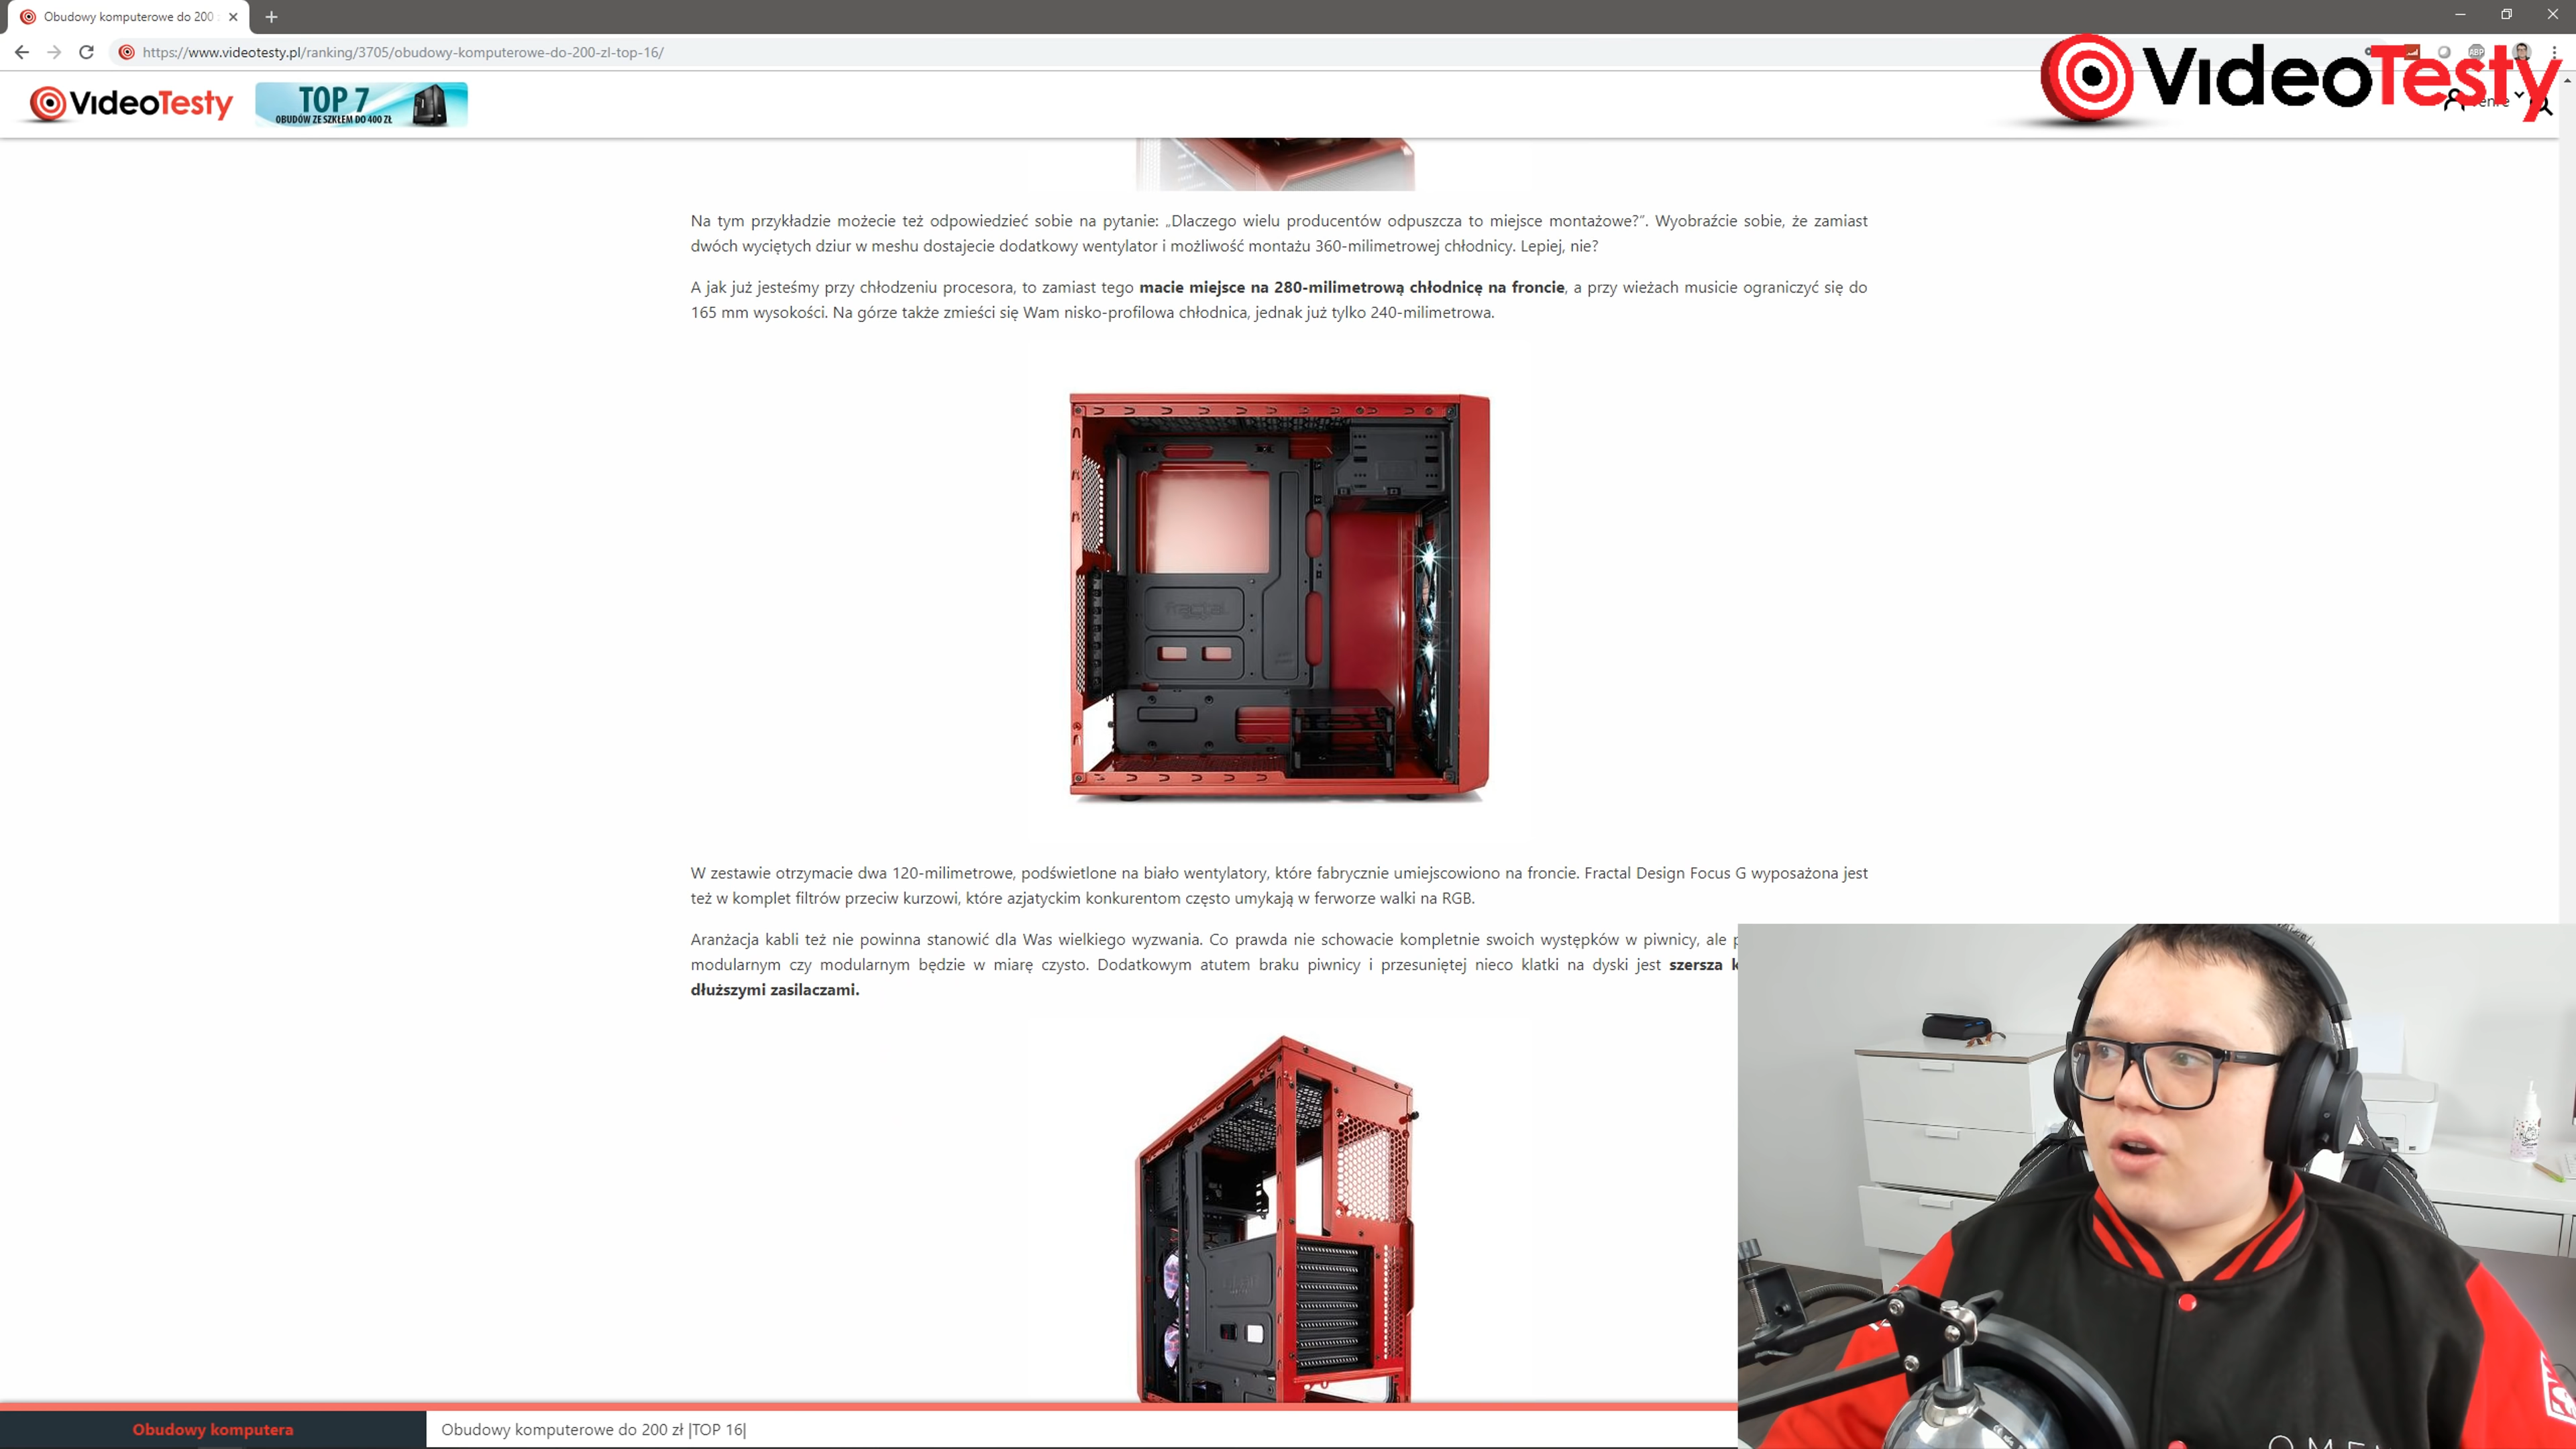 Obudowy komputerowe do 200 z
https://www.videotesty.pl/ranking/3705/obudowy-komputerowe-do-200-zl-top-16/
ABP
VIDEOTESTY
VIDEOTESTY
TOP 7
OBUDÓW ZE SZKŁEM DO 400 ZŁ
Na tym przykładzie możecie też odpowiedzieć sobie na pytanie: „Dlaczego wielu producentów odpuszcza to miejsce montażowe?”. Wyobraźcie sobie, że zamiast
dwóch wyciętych dziur w meshu dostajecie dodatkowy wentylator i możliwość montażu 360-milimetrowej chłodnicy. Lepiej, nie?
A jak już jesteśmy przy chłodzeniu procesora, to zamiast tego macie miejsce na 280-milimetrową chłodnicę na froncie, a przy wieżach musicie ograniczyć się do
165 mm wysokości. Na górze także zmieści się Wam nisko-profilowa chłodnica, jednak już tylko 240-milimetrowa.
fractal
W zestawie otrzymacie dwa 120-milimetrowe, podświetlone na biało wentylatory, które fabrycznie umiejscowiono na froncie. Fractal Design Focus G wyposażona jest
też w komplet filtrów przeciw kurzowi, które azjatyckim konkurentom często umykają w ferworze walki na RGB.
Aranżacja kabli też nie powinna stanowić dla Was wielkiego wyzwania. Co prawda nie schowacie kompletnie swoich występków w piwnicy, ale p
modularnym czy modularnym będzie w miarę czysto. Dodatkowym atutem braku piwnicy i przesuniętej nieco klatki na dyski jest szersza k
dłuższymi zasilaczami.
Obudowy komputera
Obudowy komputerowe do 200 zł |TOP 16|
OMEN